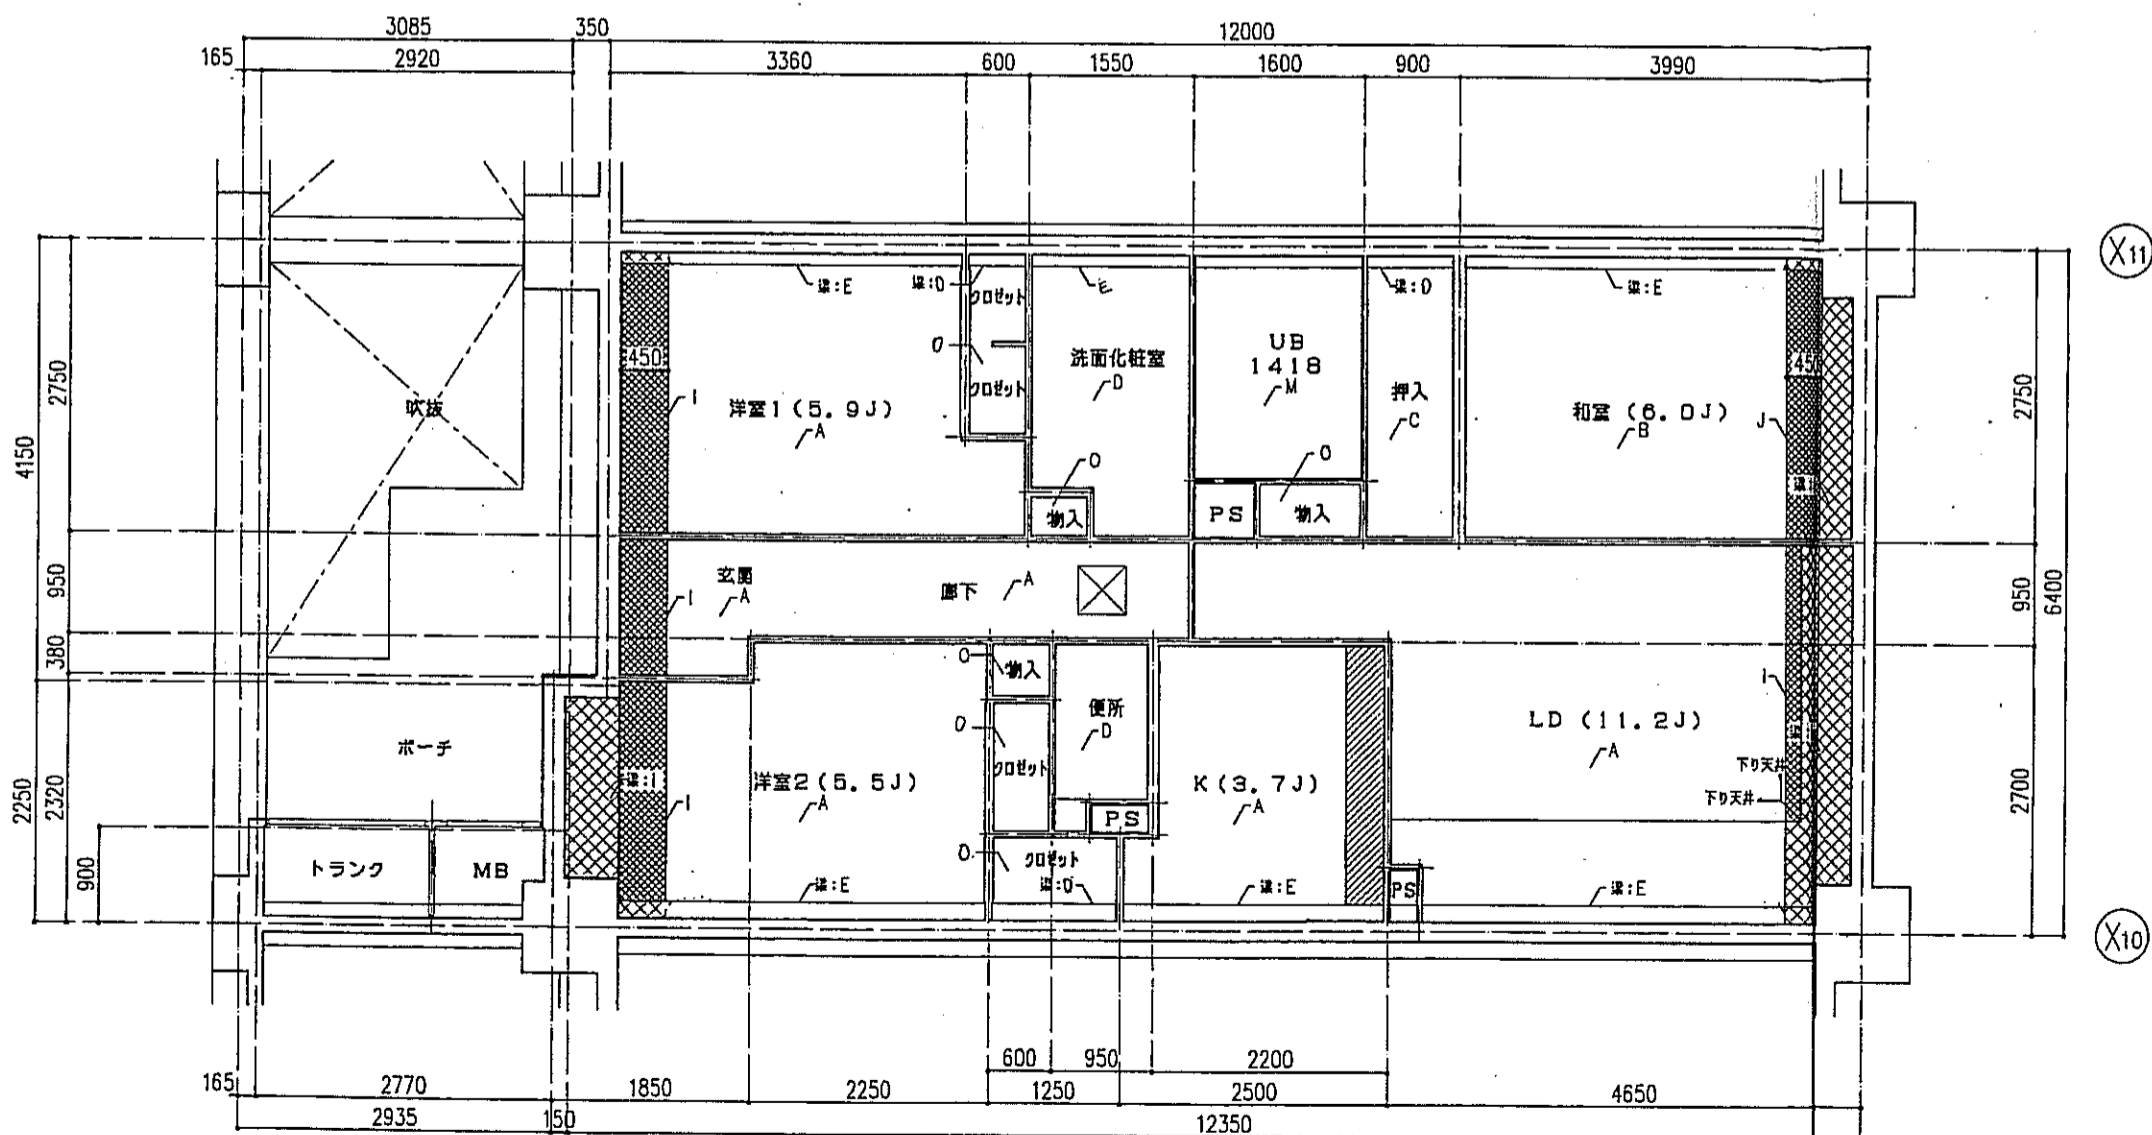 3085 350 12000
165 2920 3360 600 1550 1600 900 3990
X11
梁:E 梁:D E 梁:D 梁:E
クロゼット
O
450 洗面化粧室 UB 450
D 1418
M
クロゼット 押入
C
吹抜 I 洋室1(5.9J) 和室(6.0J) J
A B
2750 4150 2750
O O
物入 PS 物入
玄関 廊下 A
I A
950 950 6400
380
O 物入
便所
D
O
クロゼット
LD(11.2J) I
A
ポーチ
梁:I 洋室2(5.5J) K(3.7J) 下り天井
I A A 下り天井
2250 2320 2700
PS
トランク MB O クロゼット
900
梁:E 梁:D 梁:E PS 梁:E
X10
600 950 2200
165 2770 1850 2250 1250 2500 4650
2935 150 12350